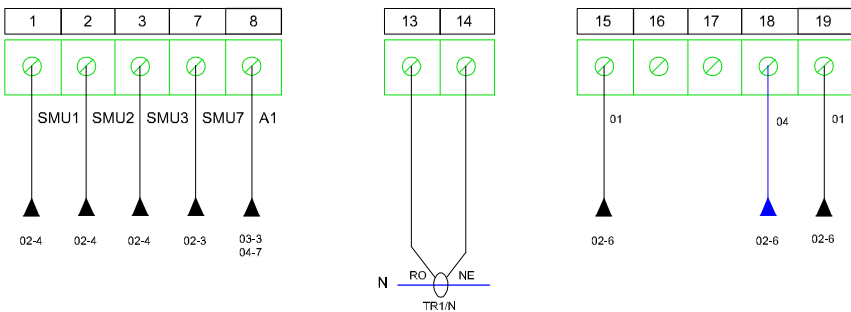 1 2 3 7 8 13 14 15 16 17 18 19
SMU1 SMU2 SMU3 SMU7 A1 01 04 01
02-4 02-4 02-4 02-3 03-3 02-6 02-6 02-6
04-7
RO NE
N
TR1/N